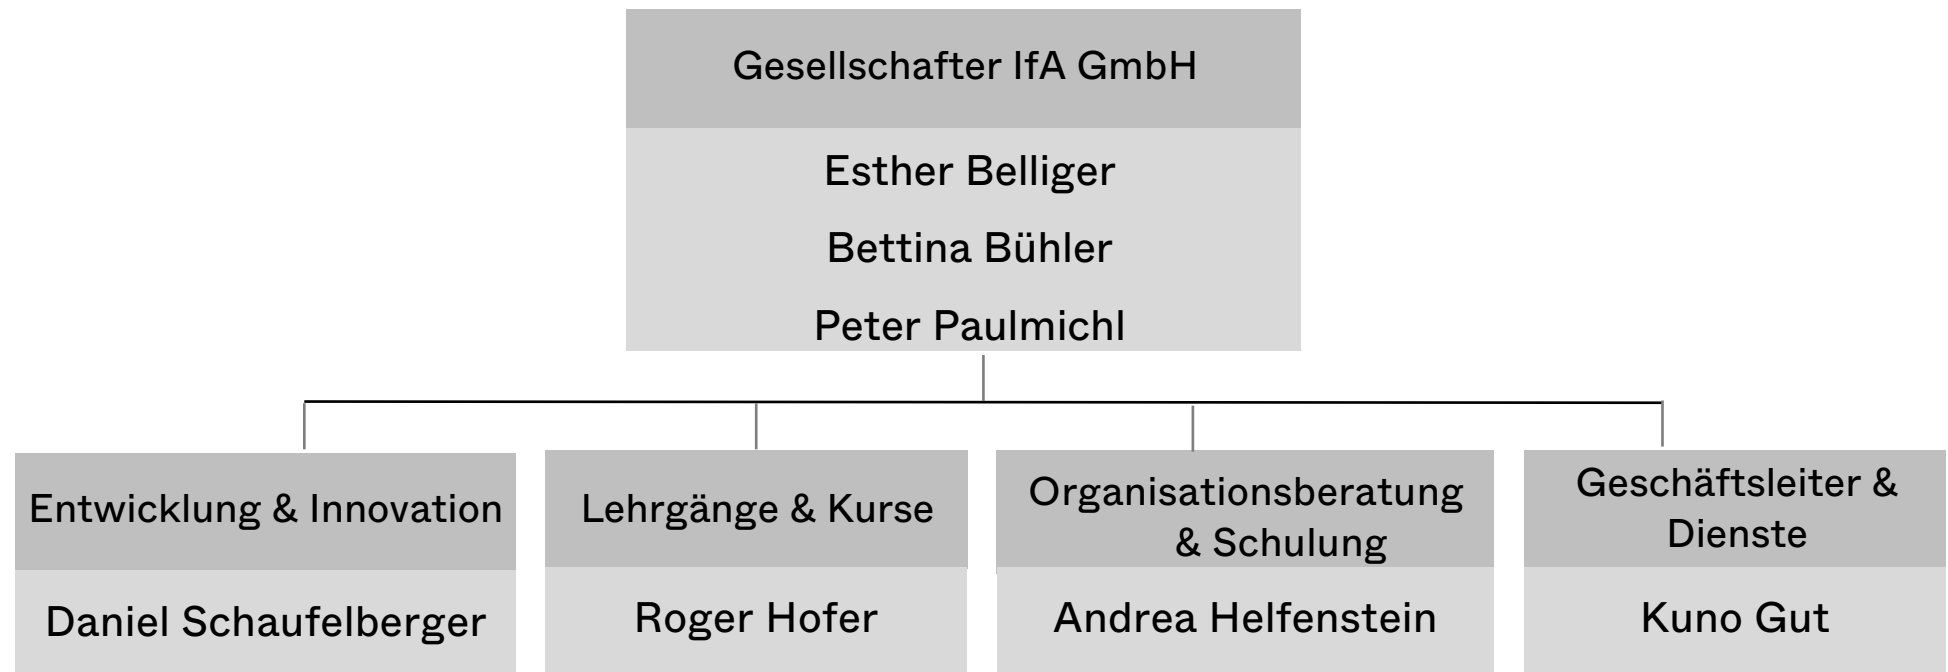 Gesellschafter IfA GmbH
Esther Belliger
Bettina Bühler
Peter Paulmichl
Entwicklung & Innovation
Daniel Schaufelberger
Lehrgänge & Kurse
Roger Hofer
Organisationsberatung
& Schulung
Andrea Helfenstein
Geschäftsleiter &
Dienste
Kuno Gut